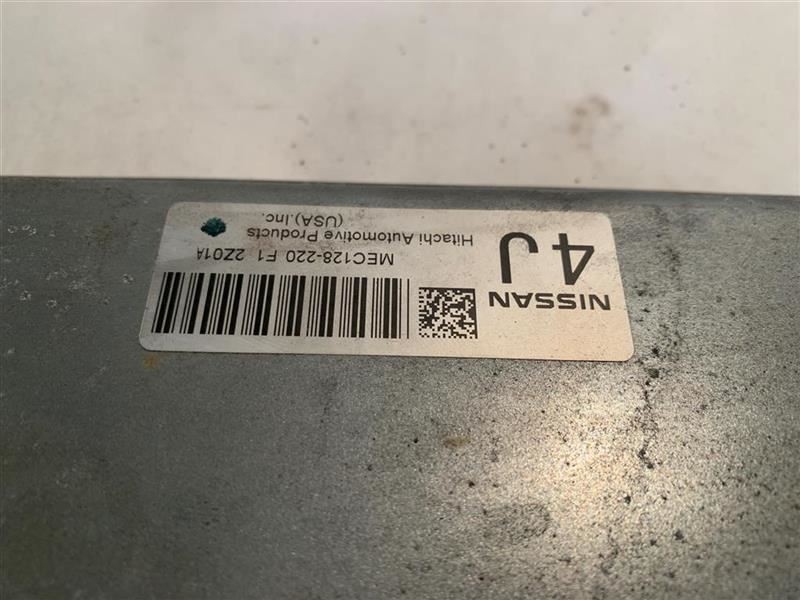 NISSAN
4J
MEC128-220 F1 2Z01A
Hitachi Automotive Products
(USA).Inc.